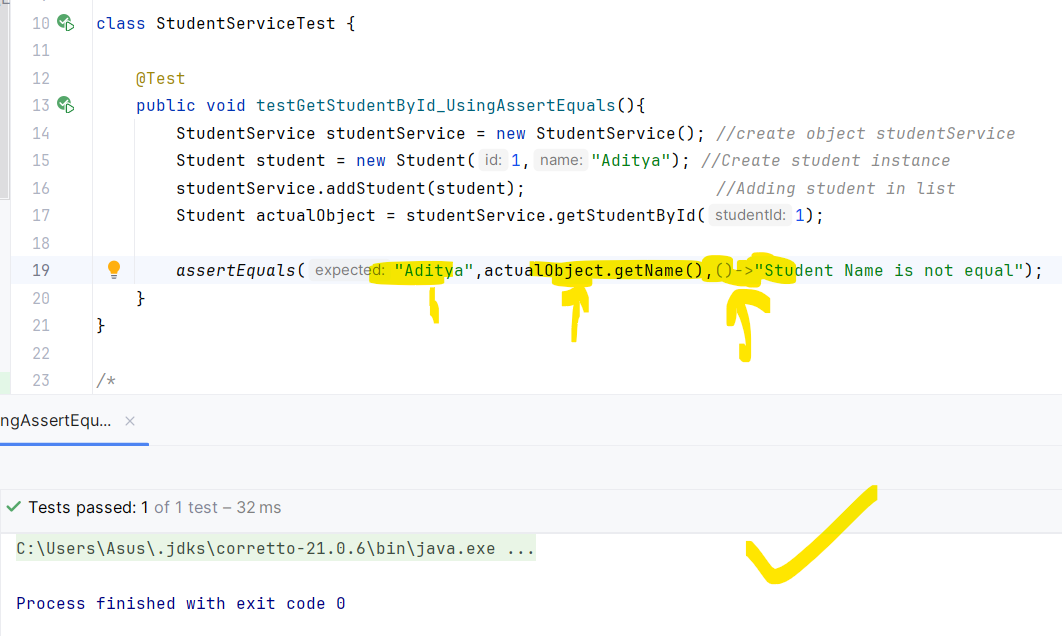 10 class StudentServiceTest {
11
12 @Test
13 public void testGetStudentById_UsingAssertEquals(){
14 StudentService studentService = new StudentService(); //create object studentService
15 Student student = new Student( id: 1, name: "Aditya"); //Create student instance
16 studentService.addStudent(student); //Adding student in list
17 Student actualObject = studentService.getStudentById( studentId: 1);
18
19 assertEquals( expected: "Aditya",actualObject.getName(),()->"Student Name is not equal");
20 }
21 }
22
23 /*
ngAssertEqu... ×
Tests passed: 1 of 1 test – 32 ms
C:\Users\Asus\.jdks\corretto-21.0.6\bin\java.exe ...
Process finished with exit code 0